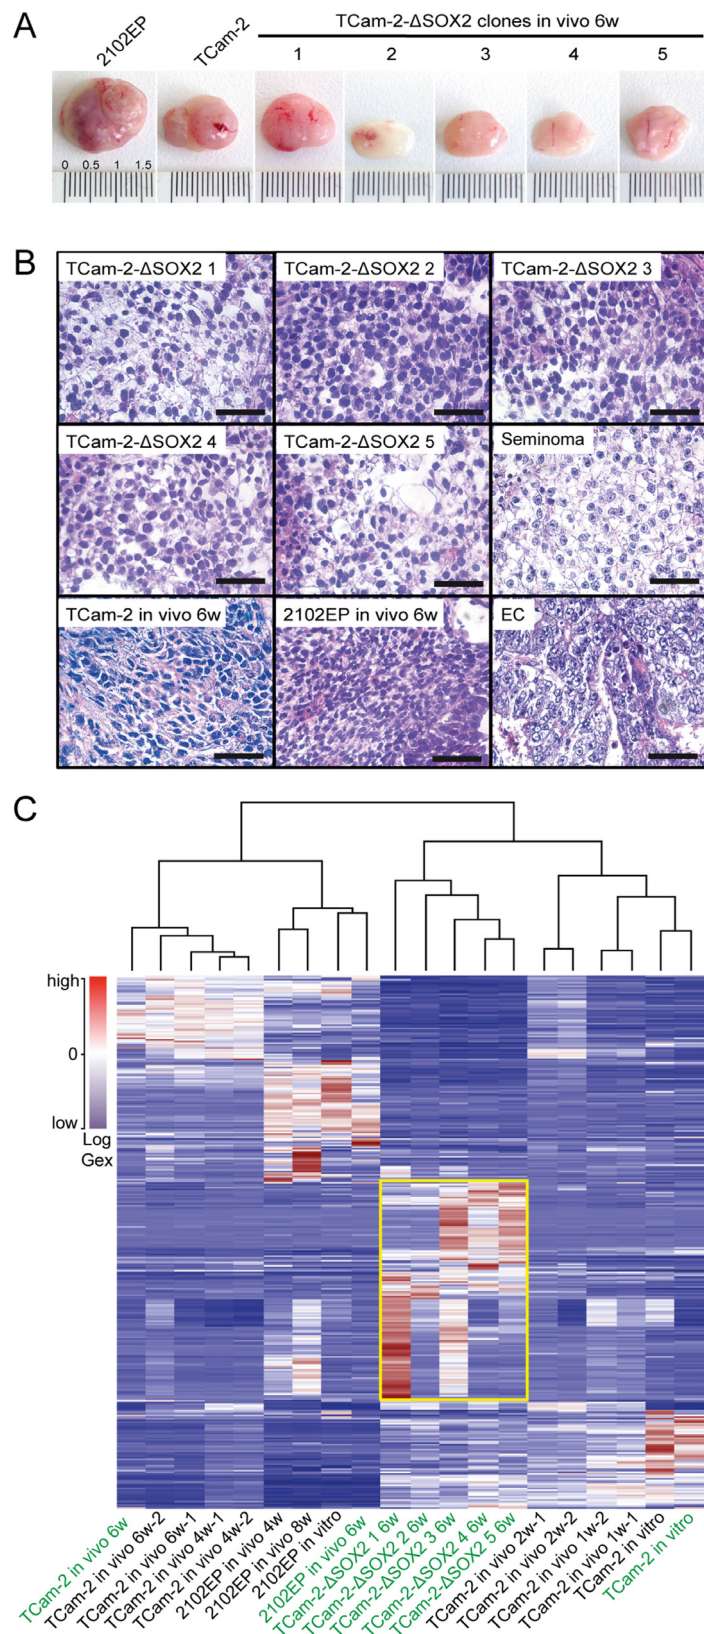 A
2102EP
TCam-2
TCam-2-ΔSOX2 clones in vivo 6w
1 2 3 4 5
0 0.5 1 1.5
B
TCam-2-ΔSOX2 1
TCam-2-ΔSOX2 2
TCam-2-ΔSOX2 3
TCam-2-ΔSOX2 4
TCam-2-ΔSOX2 5
Seminoma
TCam-2 in vivo 6w
2102EP in vivo 6w
EC
C
high
0
low
Log
Gex
TCam-2 in vivo 6w
TCam-2 in vivo 6w-2
TCam-2 in vivo 6w-1
TCam-2 in vivo 4w-1
TCam-2 in vivo 4w-2
2102EP in vivo 4w
2102EP in vivo 8w
2102EP in vitro
2102EP in vivo 6w
TCam-2-ΔSOX2 1 6w
TCam-2-ΔSOX2 2 6w
TCam-2-ΔSOX2 3 6w
TCam-2-ΔSOX2 4 6w
TCam-2-ΔSOX2 5 6w
TCam-2 in vivo 2w-1
TCam-2 in vivo 2w-2
TCam-2 in vivo 1w-2
TCam-2 in vivo 1w-1
TCam-2 in vitro
TCam-2 in vitro